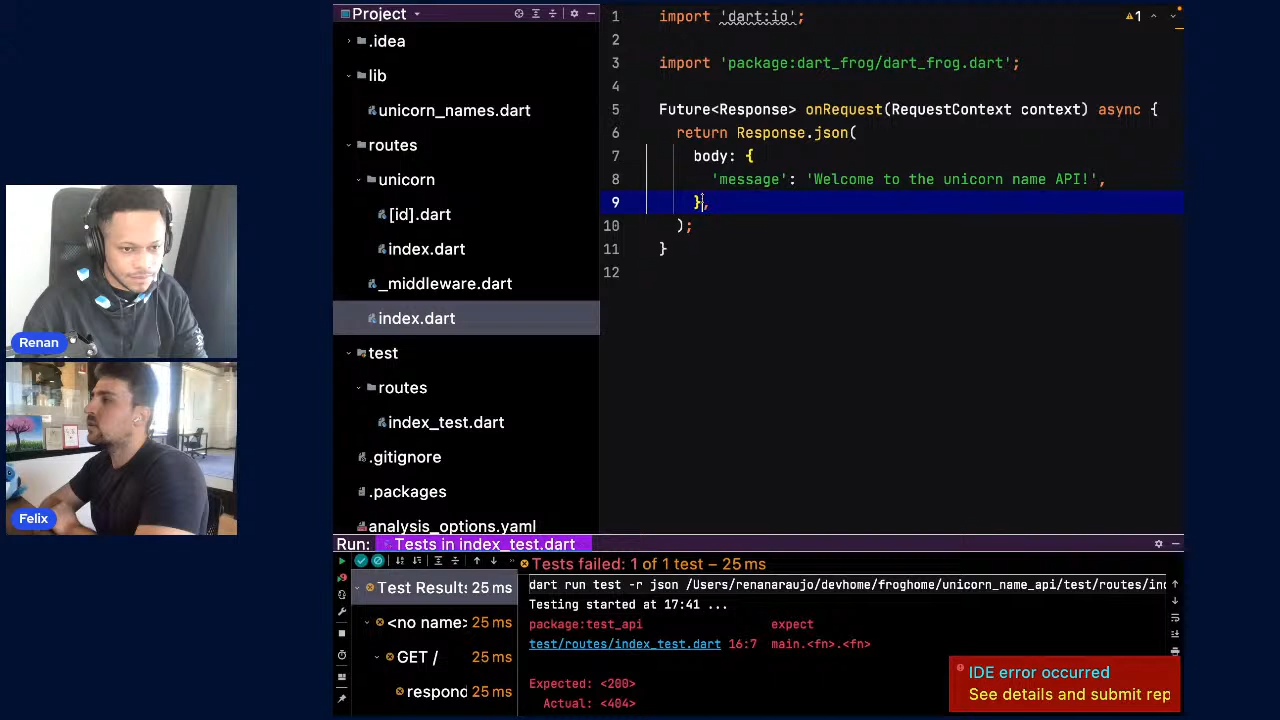 Renan
Felix
Project
.idea
lib
unicorn_names.dart
routes
unicorn
[id].dart
index.dart
_middleware.dart
index.dart
test
routes
index_test.dart
.gitignore
.packages
analysis_options.yaml
1 import 'dart:io';
2
3 import 'package:dart_frog/dart_frog.dart';
4
5 Future<Response> onRequest(RequestContext context) async {
6 return Response.json(
7 body: {
8 'message': 'Welcome to the unicorn name API!',
9 },
10 );
11 }
12
1
Run: Tests in index_test.dart
Tests failed: 1 of 1 test – 25 ms
Test Result: 25 ms
<no name> 25 ms
GET / 25 ms
respond 25 ms
dart run test -r json /Users/renanaraujo/devhome/froghome/unicorn_name_api/test/routes/in
Testing started at 17:41 ...
package:test_api expect
test/routes/index_test.dart 16:7 main.<fn>.<fn>
Expected: <200>
Actual: <404>
IDE error occurred
See details and submit rep